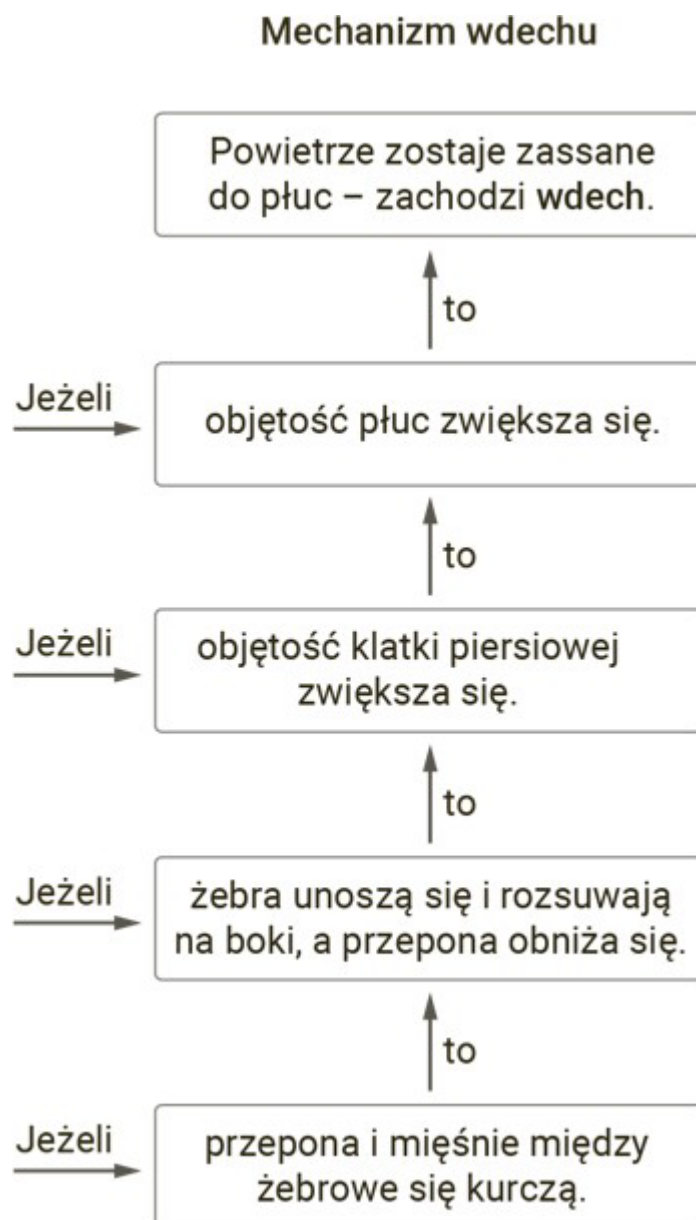 Mechanizm wdechu
Powietrze zostaje zassane
do płuc – zachodzi wdech.
to
Jeżeli
objętość płuc zwiększa się.
to
Jeżeli
objętość klatki piersiowej
zwiększa się.
to
Jeżeli
żebra unoszą się i rozsuwają
na boki, a przepona obniża się.
to
Jeżeli
przepona i mięśnie między
żebrowe się kurczą.